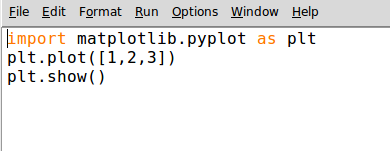 File Edit Format Run Options Window Help
import matplotlib.pyplot as plt
plt.plot([1,2,3])
plt.show()